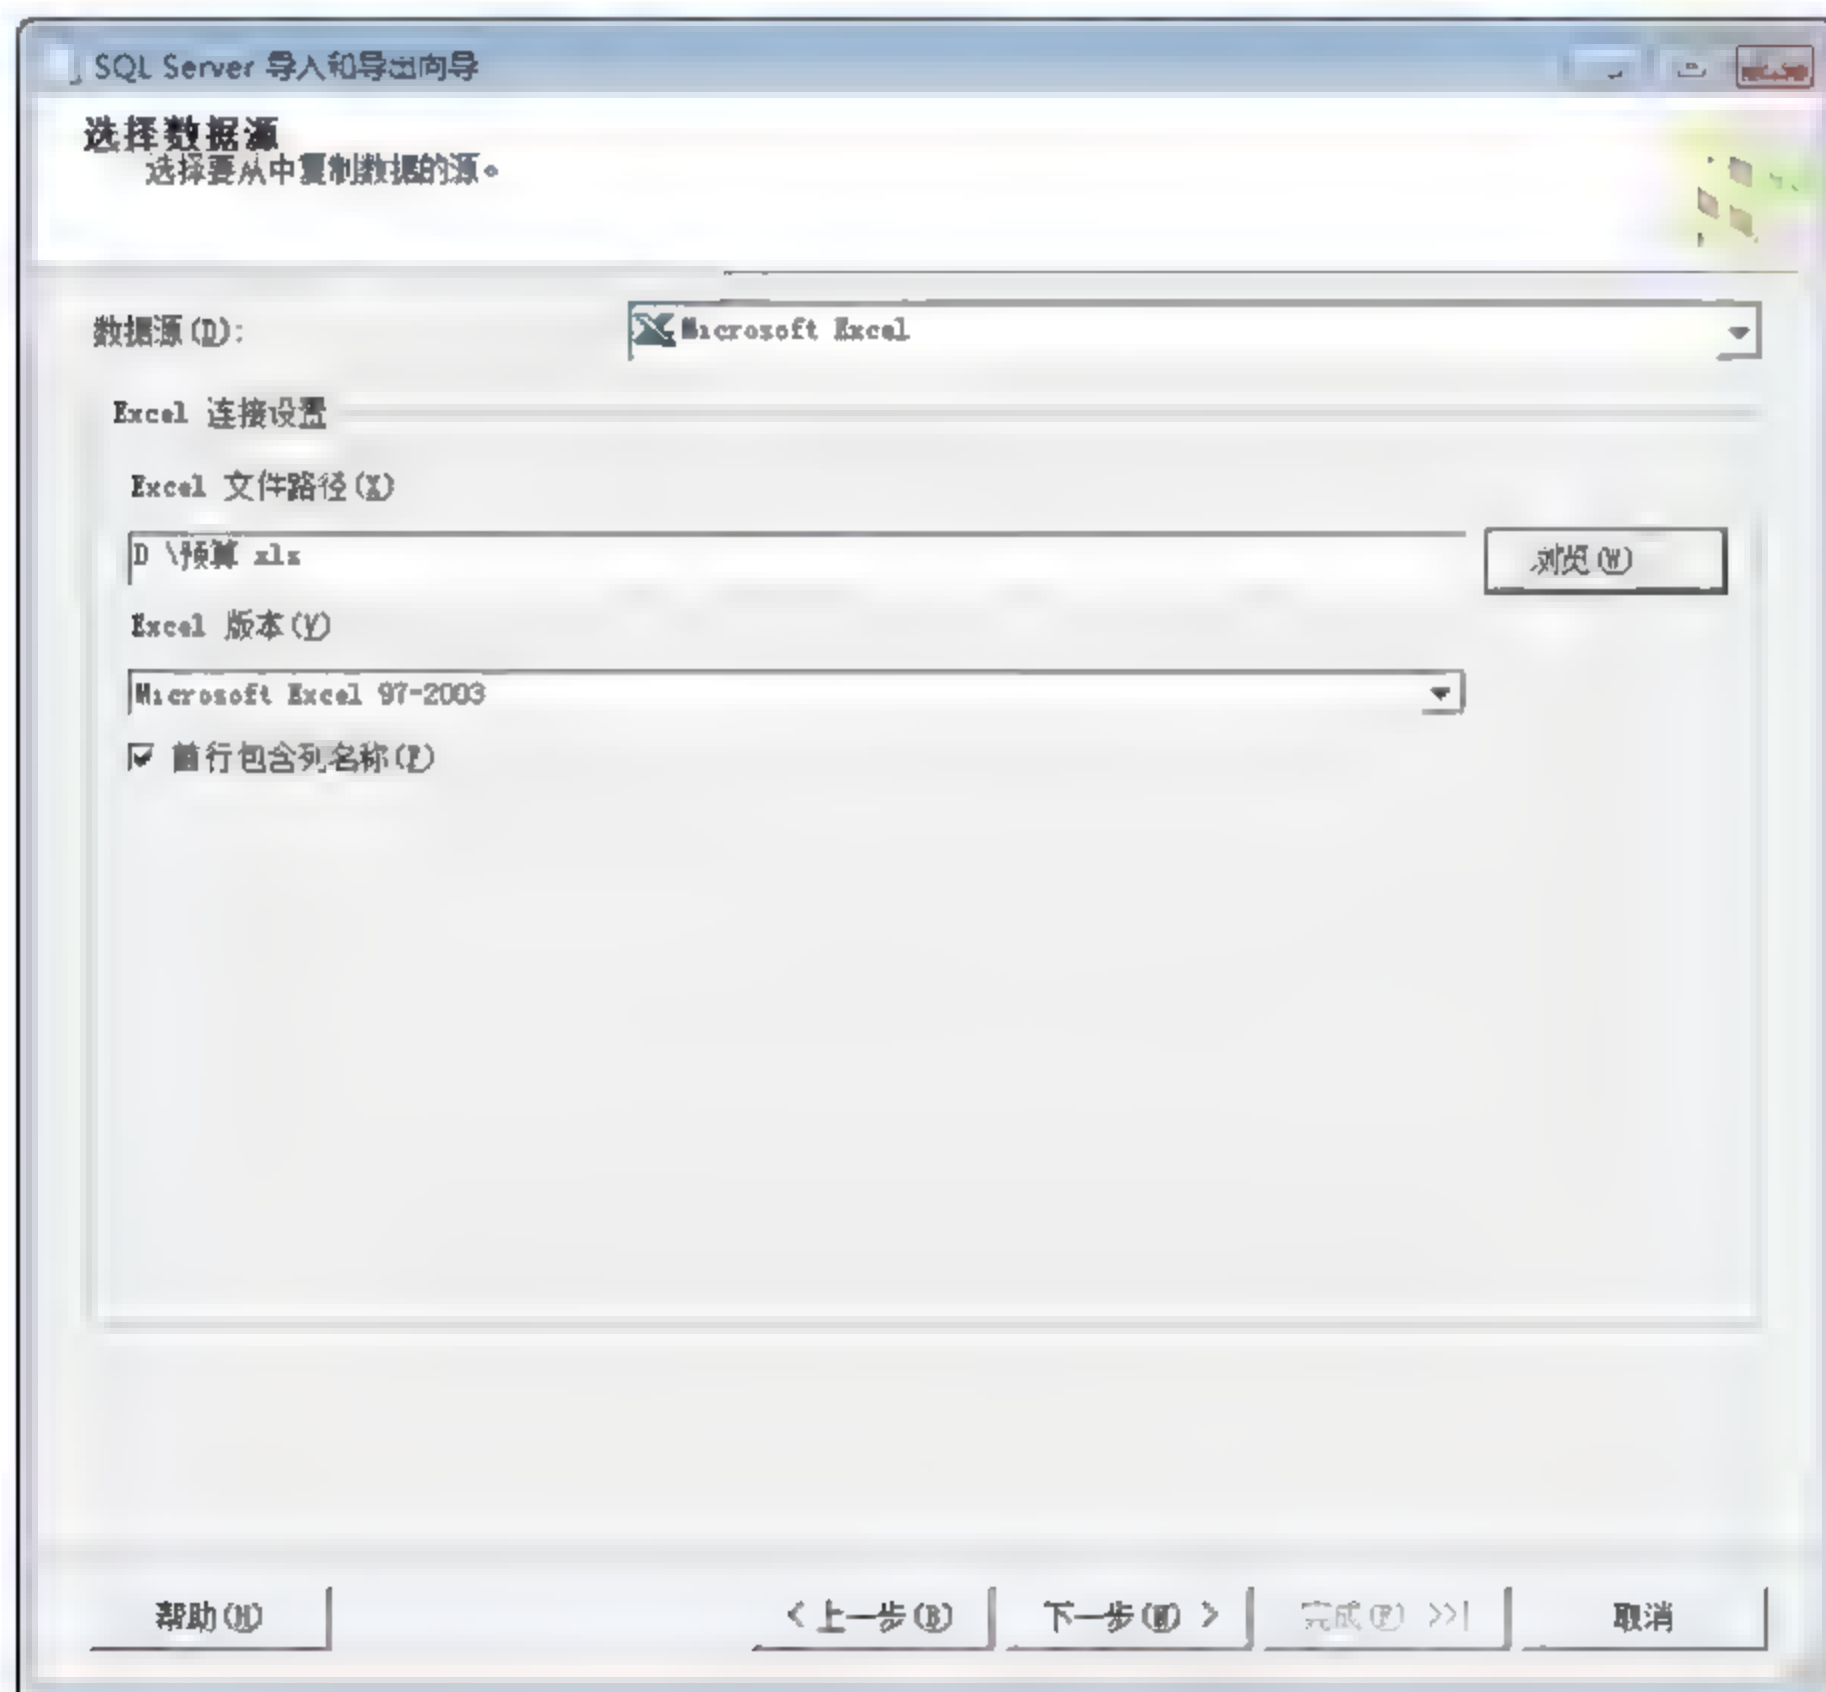 SQL Server 导入和导出向导
选择数据源
选择要从中复制数据的源。
数据源(D):
Microsoft Excel
Excel 连接设置
Excel 文件路径(X)
D \预算 xls
浏览(W)
Excel 版本(V)
Microsoft Excel 97-2003
首行包含列名称(F)
帮助(H)
< 上一步(B)
下一步(N) >
完成(F) >>|
取消